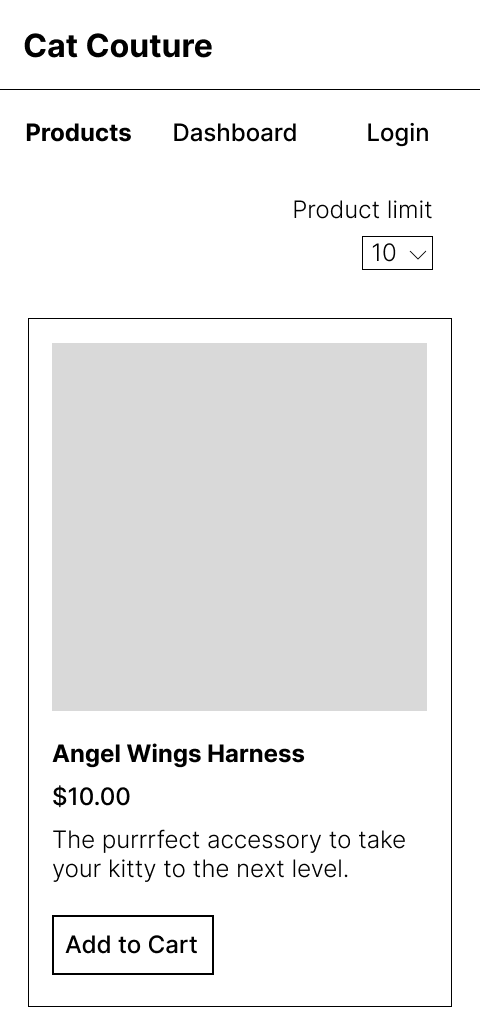 Cat Couture
Products Dashboard Login
Product limit
10
Angel Wings Harness
$10.00
The purrrfect accessory to take
your kitty to the next level.
Add to Cart